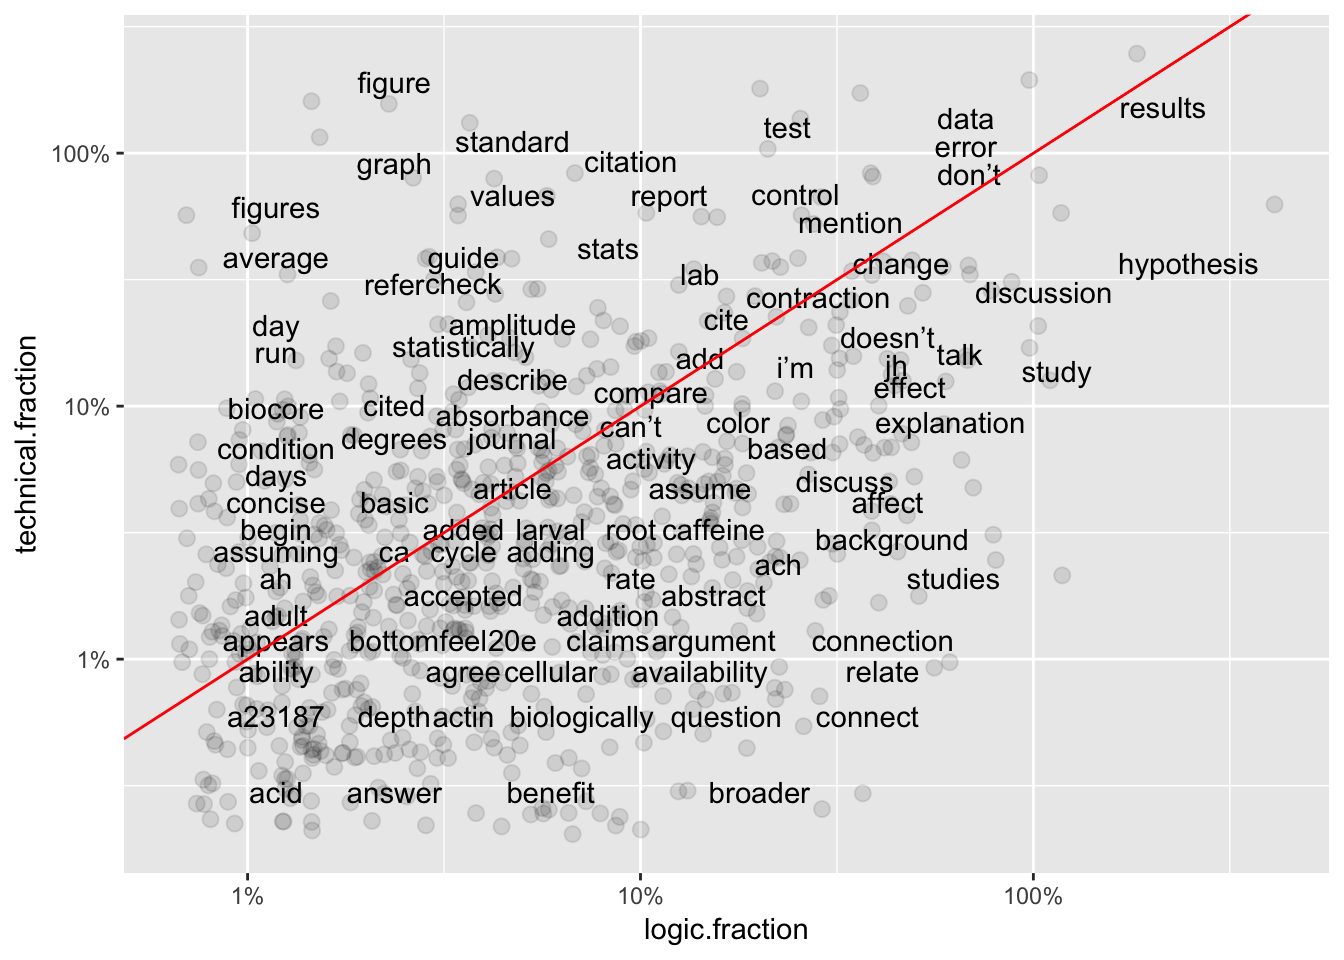 figure
results
data
test
standard
error
citation
graph
don’t
values
report
control
figures
mention
stats
average
guide
change
hypothesis
lab
refer
check
discussion
contraction
cite
day
amplitude
doesn’t
run
statistically
add
talk
i’m
jh
study
describe
effect
compare
biocore
cited
absorbance
color
explanation
can’t
degrees
journal
condition
based
activity
days
discuss
article
assume
concise
basic
affect
begin
added
larval
root
caffeine
background
assuming
ca
cycle
adding
ach
ah
rate
studies
accepted
abstract
adult
addition
appears
bottom
feel
20e
claims
argument
connection
ability
agree
cellular
availability
relate
a23187
depth
actin
biologically
question
connect
acid
answer
benefit
broader
100%
10%
1%
technical.fraction
1%
10%
100%
logic.fraction